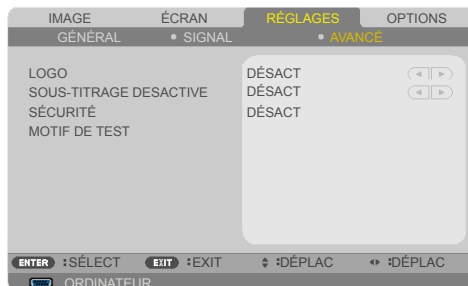 IMAGE ÉCRAN RÉGLAGES OPTIONS
GÉNÉRAL • SIGNAL • AVANCÉ
LOGO DÉSACT
SOUS-TITRAGE DESACTIVE DÉSACT
SÉCURITÉ DÉSACT
MOTIF DE TEST
ENTER :SÉLECT EXIT :EXIT :DÉPLAC :DÉPLAC
ORDINATEUR